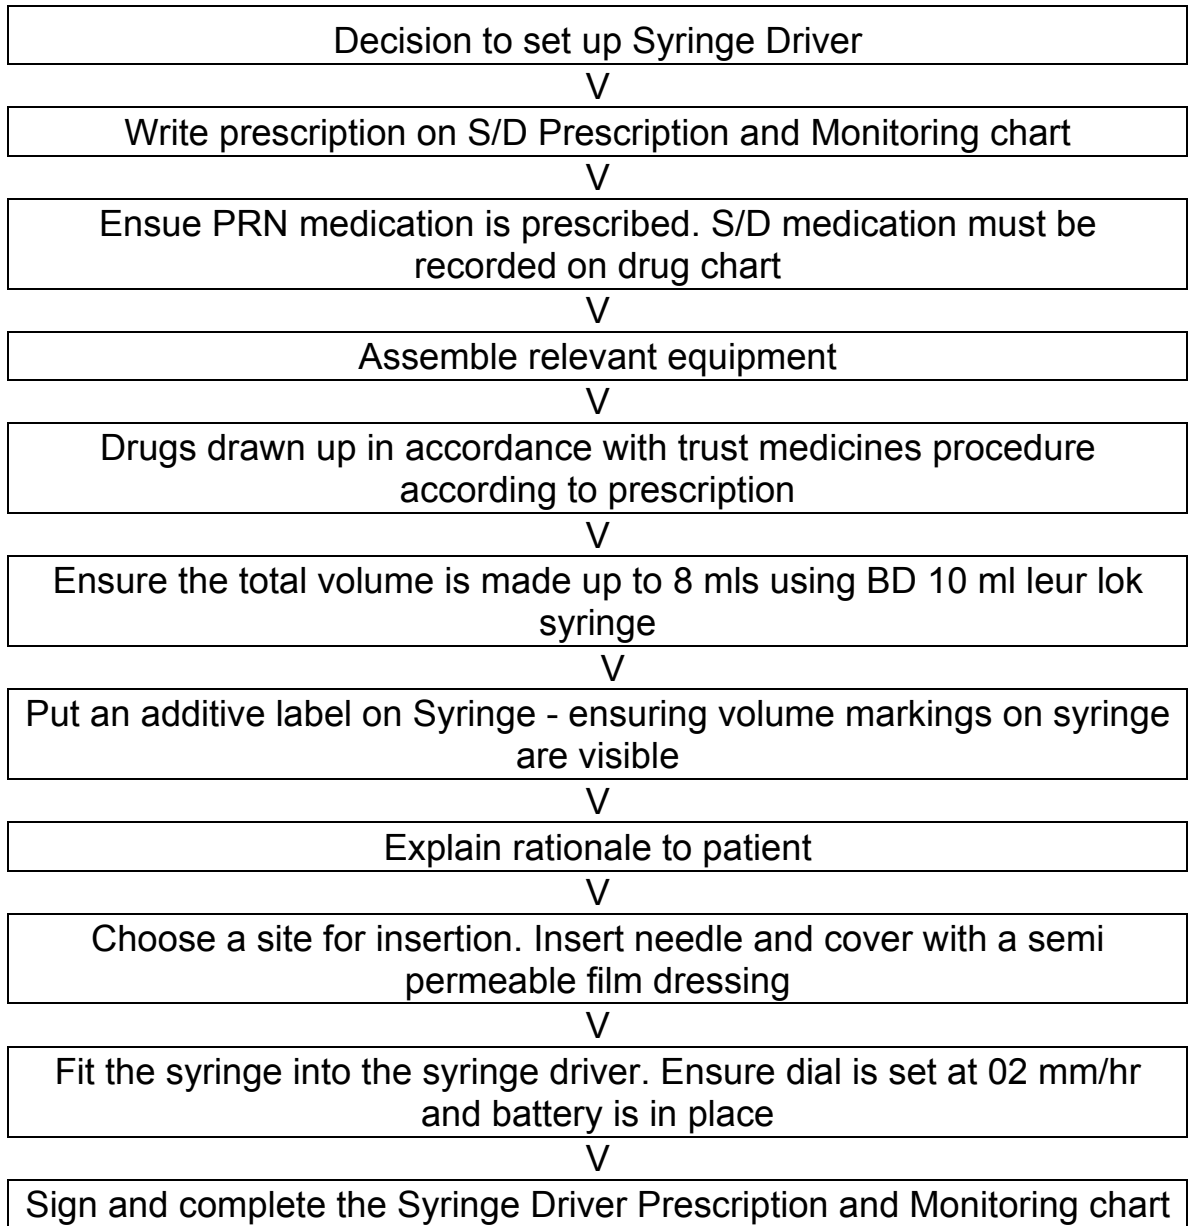 Decision to set up Syringe Driver
V
Write prescription on S/D Prescription and Monitoring chart
V
Ensue PRN medication is prescribed. S/D medication must be
recorded on drug chart
V
Assemble relevant equipment
V
Drugs drawn up in accordance with trust medicines procedure
according to prescription
V
Ensure the total volume is made up to 8 mls using BD 10 ml leur lok
syringe
V
Put an additive label on Syringe - ensuring volume markings on syringe
are visible
V
Explain rationale to patient
V
Choose a site for insertion. Insert needle and cover with a semi
permeable film dressing
V
Fit the syringe into the syringe driver. Ensure dial is set at 02 mm/hr
and battery is in place
V
Sign and complete the Syringe Driver Prescription and Monitoring chart